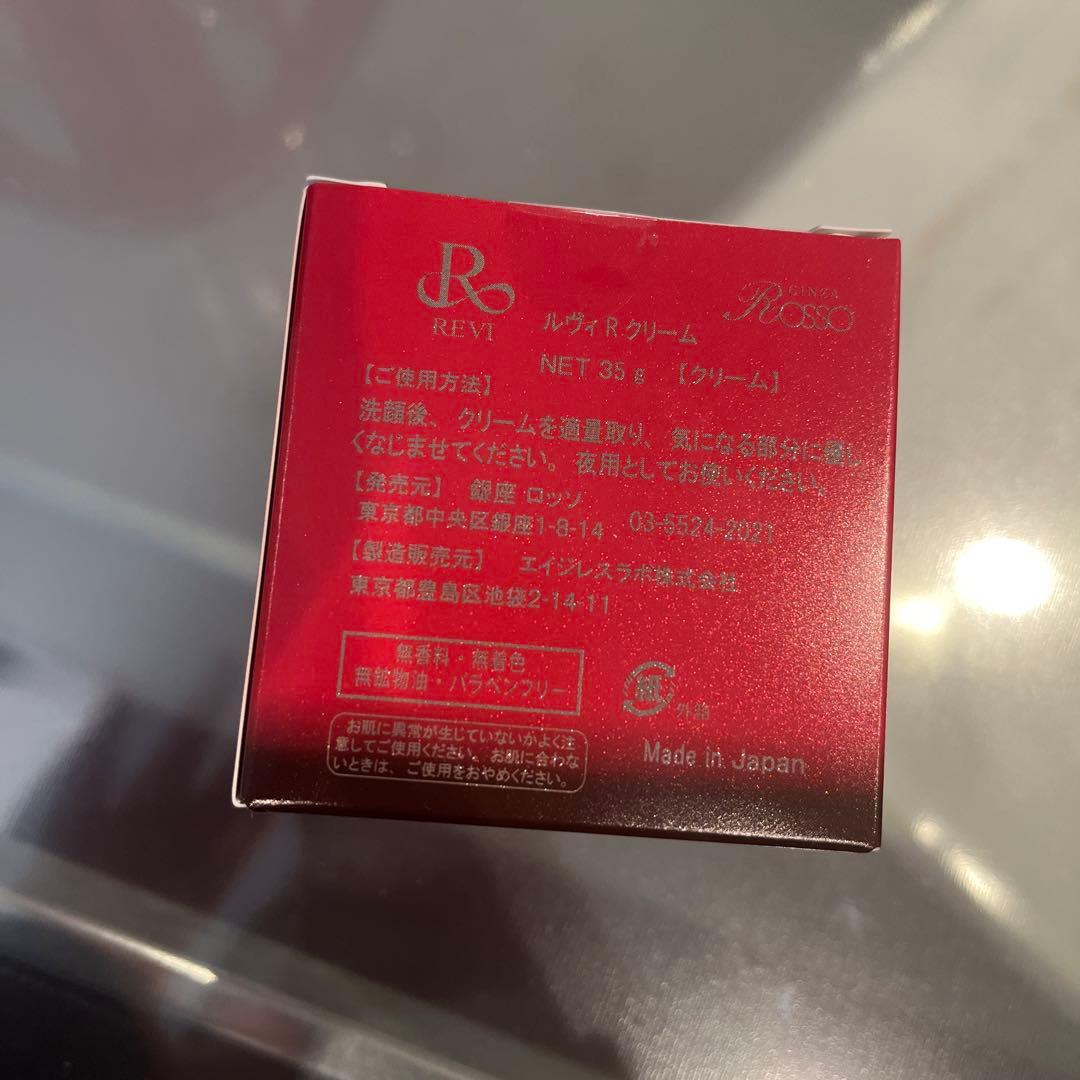 R
REVI
ルヴィRクリーム
GINZA
ROSSO
NET 35g 【クリーム】
【ご使用方法】
洗顔後、クリームを適量取り、気になる部分に優し
くなじませてください。夜用としてお使いください。
【発売元】 銀座 ロッソ
東京都中央区銀座1-8-14、03-5524-2021
【製造販売元】 エイジレスラボ株式会社
東京都豊島区池袋2-14-11
無香料・無着色
無鉱物油・パラベンフリー
紙
外箱
お肌に異常が生じていないかよく注
意してご使用ください。お肌に合わな
いときは、ご使用をおやめください。
Made in Japan